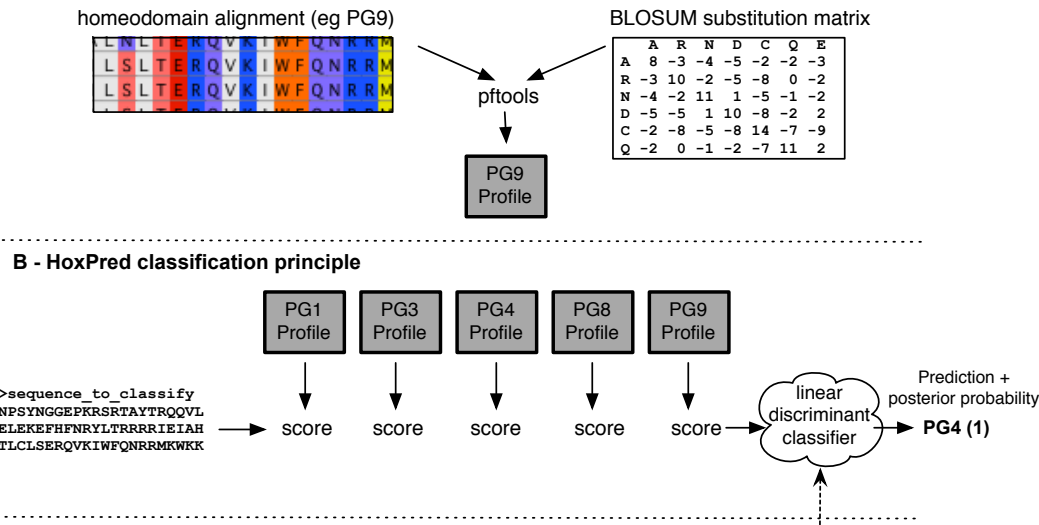 homeodomain alignment (eg PG9)
BLOSUM substitution matrix
L N L T E R Q V K I W F Q N R R M
L S L T E R Q V K I W F Q N R R M
L S L T E R Q V K I W F Q N R R M
L S L T E R Q V K I W F Q N R R M
A R N D C Q E
A 8 -3 -4 -5 -2 -2 -3
R -3 10 -2 -5 -8 0 -2
N -4 -2 11 1 -5 -1 -2
D -5 -5 1 10 -8 -2 2
C -2 -8 -5 -8 14 -7 -9
Q -2 0 -1 -2 -7 11 2
pftools
PG9
Profile
B - HoxPred classification principle
PG1 PG3 PG4 PG8 PG9
Profile Profile Profile Profile Profile
>sequence_to_classify
NPSYNGGEPKRSRTAYTRQQVL
ELEKEFHFNRYLTRRRRIEIAH
TLCLSERQVKIWFQNRRMKWKK
score score score score score
linear
discriminant
classifier
Prediction +
posterior probability
PG4 (1)